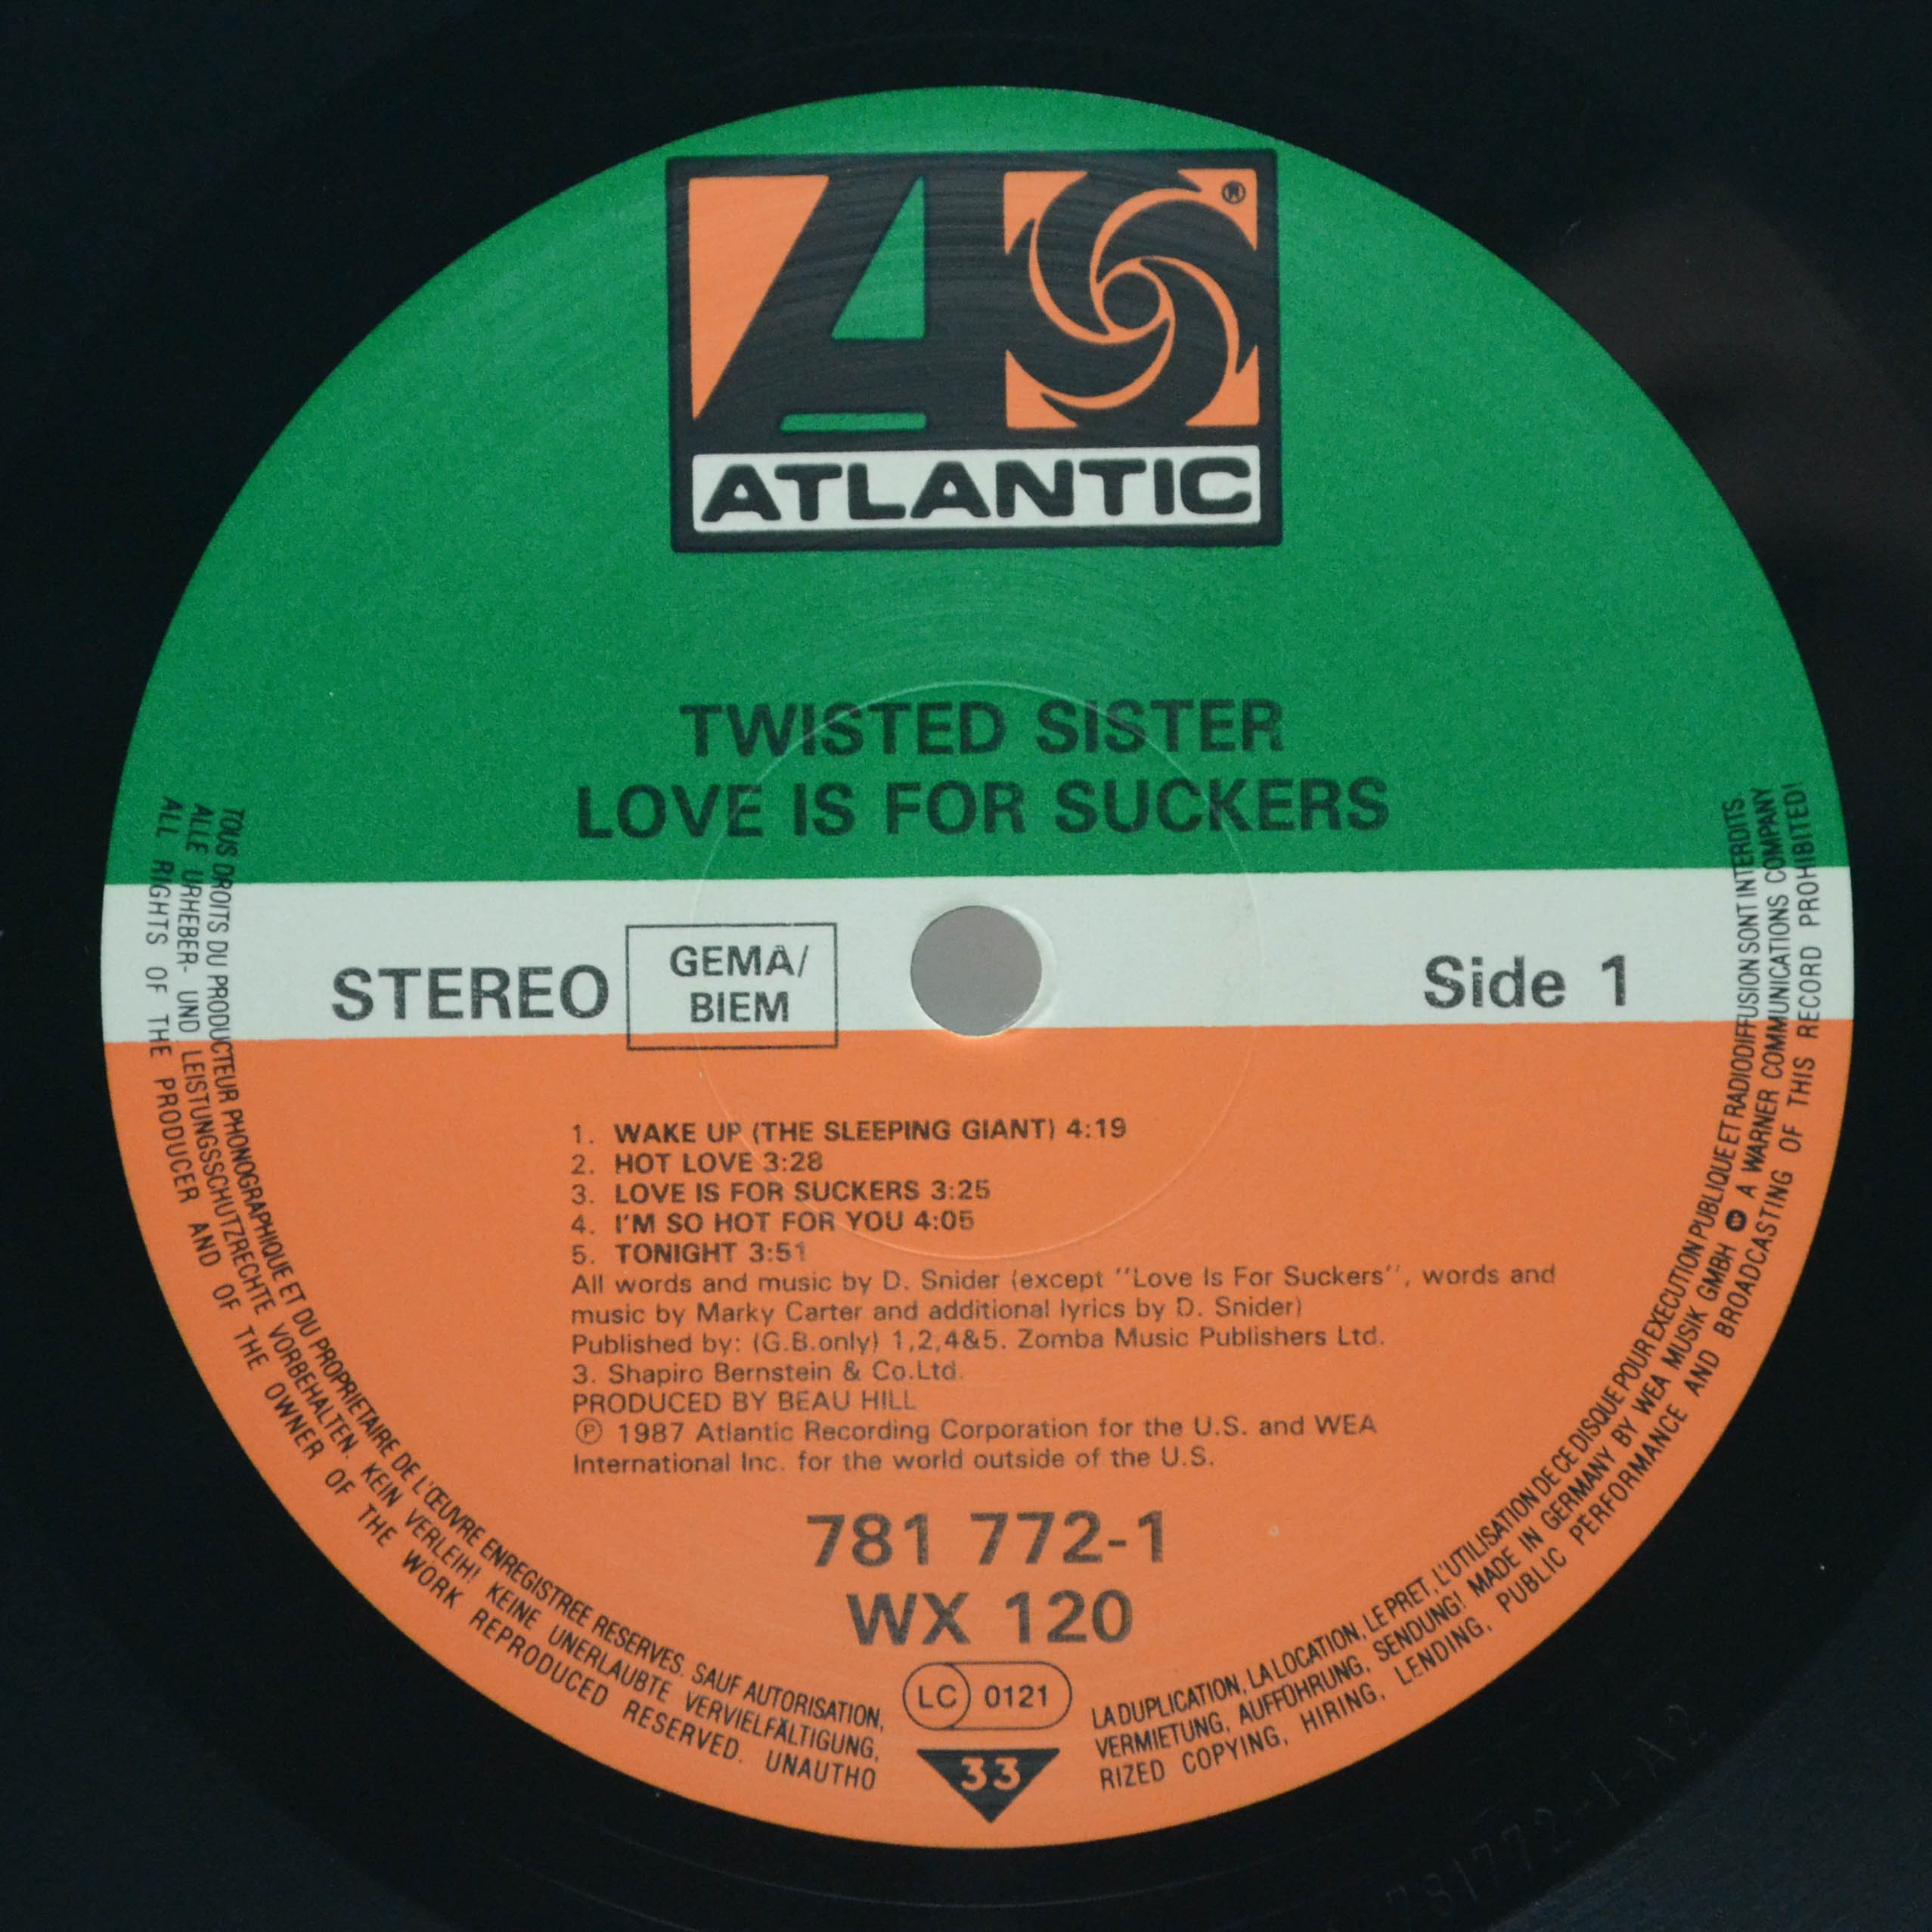 ®
ATLANTIC
TWISTED SISTER
LOVE IS FOR SUCKERS
STEREO
GEMA/
BIEM
Side 1
1. WAKE UP (THE SLEEPING GIANT) 4:19
2. HOT LOVE 3:28
3. LOVE IS FOR SUCKERS 3:25
4. I'M SO HOT FOR YOU 4:05
5. TONIGHT 3:51
All words and music by D. Snider (except ''Love Is For Suckers'', words and
music by Marky Carter and additional lyrics by D. Snider)
Published by: (G.B.only) 1,2,4&5. Zomba Music Publishers Ltd.
3. Shapiro Bernstein & Co.Ltd.
PRODUCED BY BEAU HILL
℗ 1987 Atlantic Recording Corporation for the U.S. and WEA
International Inc. for the world outside of the U.S.
781 772-1
WX 120
LC 0121
33
TOUS DROITS DU PRODUCTEUR PHONOGRAPHIQUE ET DU PROPRIETAIRE DE L'ŒUVRE ENREGISTREE RESERVES. SAUF AUTORISATION, LA DUPLICATION, LA LOCATION, LE PRET, L'UTILISATION DE CE DISQUE POUR EXECUTION PUBLIQUE ET RADIODIFFUSION SONT INTERDITS.
ALLE URHEBER- UND LEISTUNGSSCHUTZRECHTE VORBEHALTEN. KEIN VERLEIH! KEINE UNERLAUBTE VERVIELFÄLTIGUNG, VERMIETUNG, AUFFÜHRUNG, SENDUNG! MADE IN GERMANY BY WEA MUSIK GMBH A WARNER COMMUNICATIONS COMPANY
ALL RIGHTS OF THE PRODUCER AND OF THE OWNER OF THE WORK REPRODUCED RESERVED. UNAUTHORIZED COPYING, HIRING, LENDING, PUBLIC PERFORMANCE AND BROADCASTING OF THIS RECORD PROHIBITED!
781772-1-A2